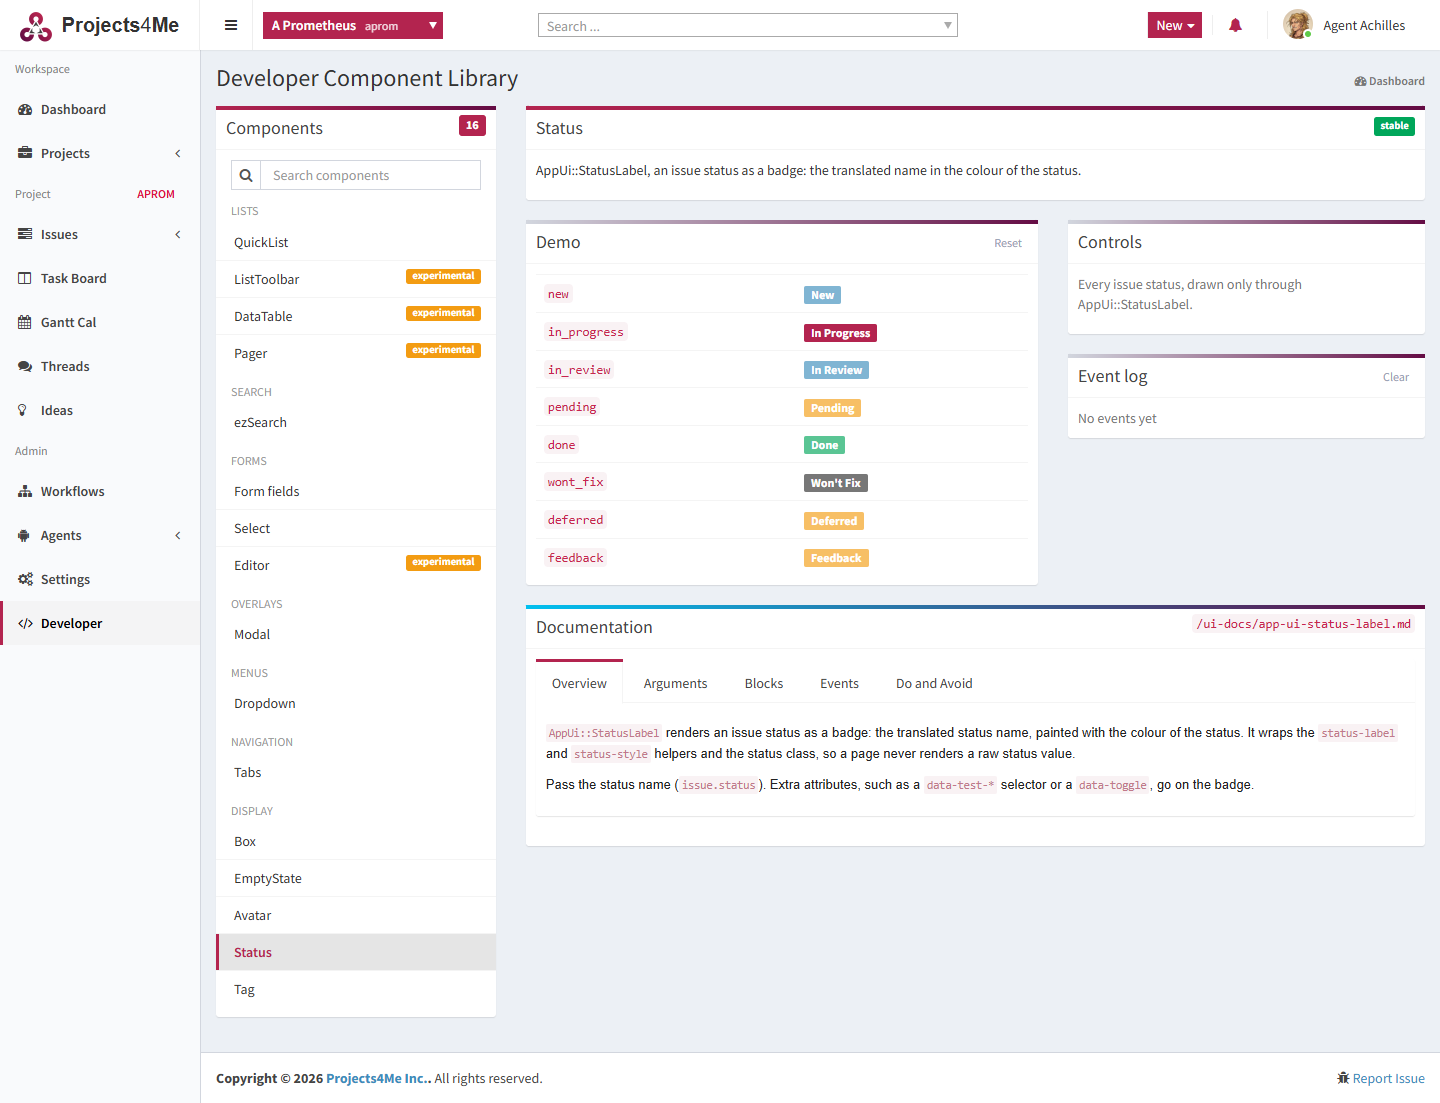 Projects4Me
A Prometheus aprom
Search ...
New
Agent Achilles
Workspace
Dashboard
Projects
Project APROM
Issues
Task Board
Gantt Cal
Threads
Ideas
Admin
Workflows
Agents
Settings
Developer
Developer Component Library
Dashboard
Components 16
Search components
LISTS
QuickList
ListToolbar experimental
DataTable experimental
Pager experimental
SEARCH
ezSearch
FORMS
Form fields
Select
Editor experimental
OVERLAYS
Modal
MENUS
Dropdown
NAVIGATION
Tabs
DISPLAY
Box
EmptyState
Avatar
Status
Tag
Status stable
AppUi::StatusLabel, an issue status as a badge: the translated name in the colour of the status.
Demo Reset
new New
in_progress In Progress
in_review In Review
pending Pending
done Done
wont_fix Won't Fix
deferred Deferred
feedback Feedback
Controls
Every issue status, drawn only through
AppUi::StatusLabel.
Event log Clear
No events yet
Documentation /ui-docs/app-ui-status-label.md
Overview Arguments Blocks Events Do and Avoid
AppUi::StatusLabel renders an issue status as a badge: the translated status name, painted with the colour of the status. It wraps the status-label
and status-style helpers and the status class, so a page never renders a raw status value.
Pass the status name (issue.status). Extra attributes, such as a data-test-* selector or a data-toggle, go on the badge.
Copyright © 2026 Projects4Me Inc.. All rights reserved.
Report Issue